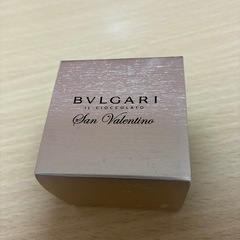 BVLGARI
IL CIOCCOLATO
San Valentino